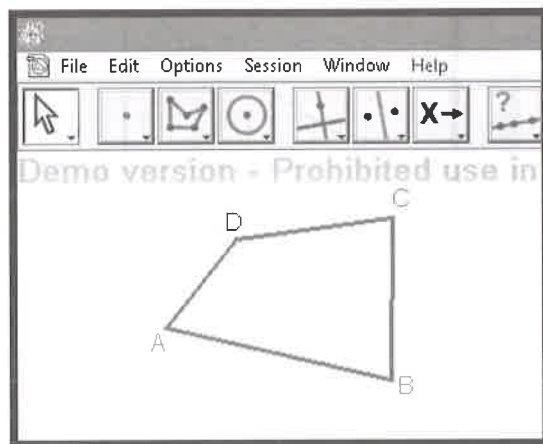 File Edit Options Session Window Help
X
?
Demo version - Prohibited use in
C
D
A
B